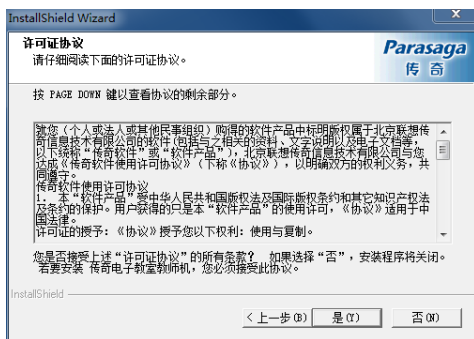 InstallShield Wizard
许可证协议
请仔细阅读下面的许可证协议。
Parasaga
传 奇
按 PAGE DOWN 键以查看协议的剩余部分。
就您（个人或法人或其他民事组织）购得的软件产品中标明版权属于北京联想传
奇信息技术有限公司的软件(包括与之相关的资料、文字说明以及电子文档等，
以下统称“传奇软件”或“软件产品”)，北京联想传奇信息技术有限公司与您
达成《传奇软件使用许可协议》（下称《协议》），以明确双方的权利义务，共
同遵守。
传奇软件使用许可协议
1. 本“软件产品”受中华人民共和国版权法及国际版权条约和其它知识产权法
及条约的保护。用户获得的只是本“软件产品”的使用许可，《协议》适用于中
国法律。
许可证的授予：《协议》授予您以下权利：使用与复制。
您是否接受上述“许可证协议”的所有条款？ 如果选择“否”，安装程序将关闭。
若要安装 传奇电子教室教师机，您必须接受此协议。
InstallShield
< 上一步(B)
是(Y)
否(N)